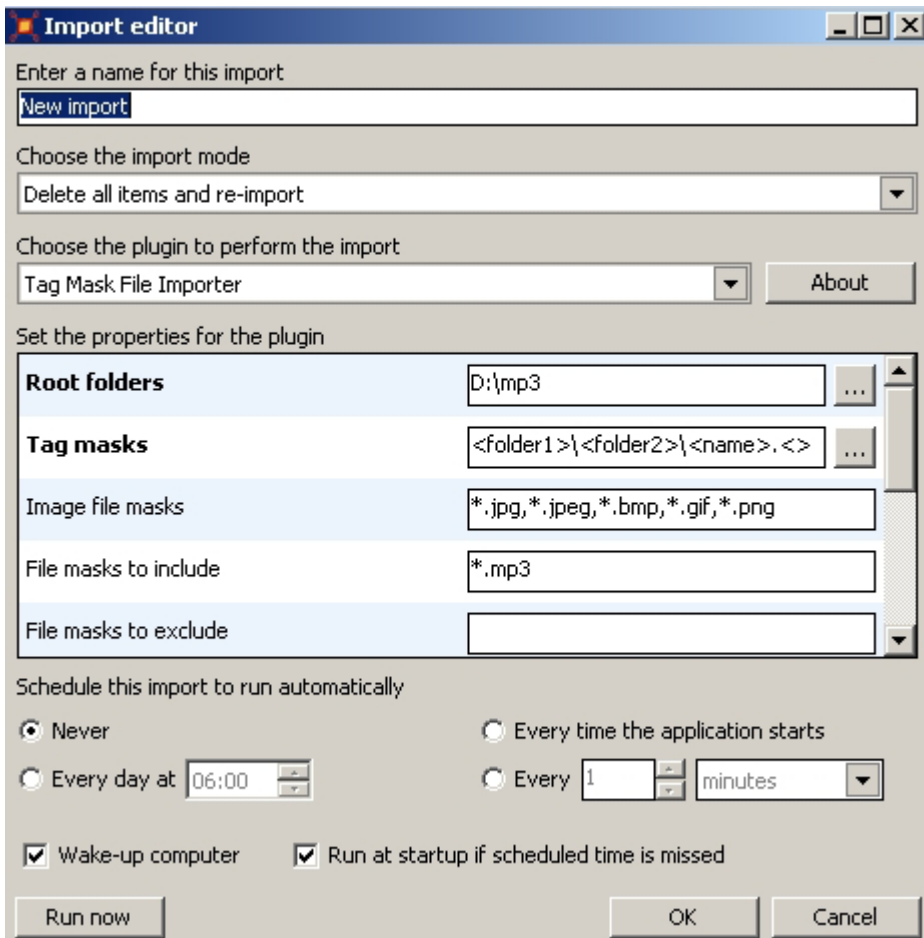 Import editor
Enter a name for this import
New import
Choose the import mode
Delete all items and re-import
Choose the plugin to perform the import
Tag Mask File Importer About
Set the properties for the plugin
Root folders D:\mp3 ...
Tag masks <folder1>\<folder2>\<name>.<> ...
Image file masks *.jpg,*.jpeg,*.bmp,*.gif,*.png
File masks to include *.mp3
File masks to exclude
Schedule this import to run automatically
Never Every time the application starts
Every day at 06:00 Every 1 minutes
Wake-up computer Run at startup if scheduled time is missed
Run now OK Cancel